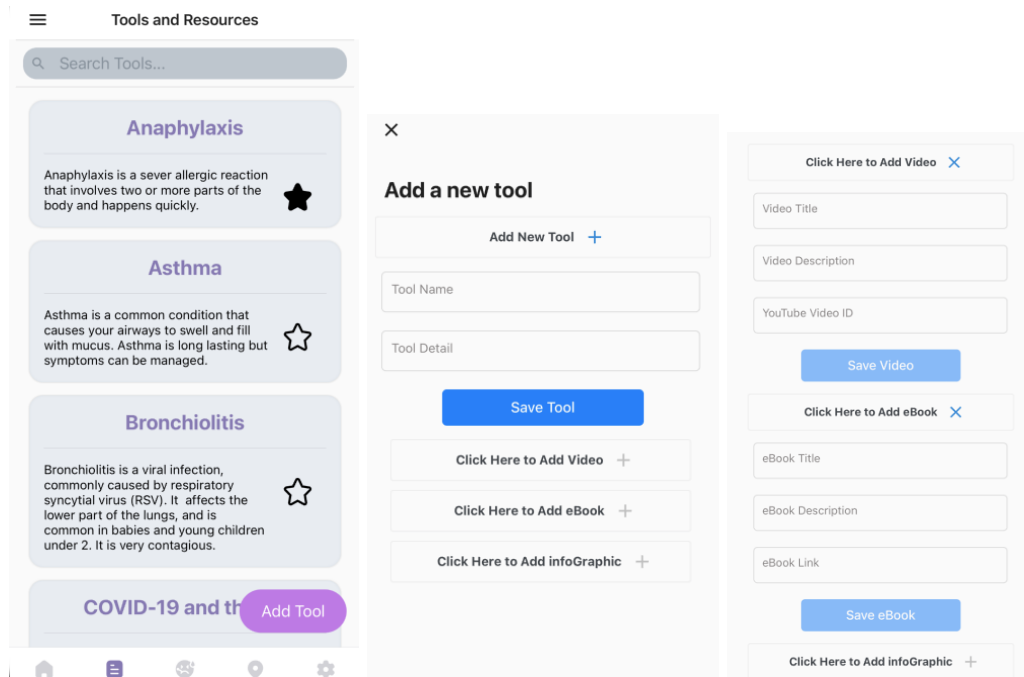 Tools and Resources
Search Tools...
Anaphylaxis
Anaphylaxis is a sever allergic reaction
that involves two or more parts of the
body and happens quickly.
Asthma
Asthma is a common condition that
causes your airways to swell and fill
with mucus. Asthma is long lasting but
symptoms can be managed.
Bronchiolitis
Bronchiolitis is a viral infection,
commonly caused by respiratory
syncytial virus (RSV). It  affects the
lower part of the lungs, and is
common in babies and young children
under 2. It is very contagious.
COVID-19 and th
Add Tool
Add a new tool
Add New Tool
Tool Name
Tool Detail
Save Tool
Click Here to Add Video
Click Here to Add eBook
Click Here to Add infoGraphic
Click Here to Add Video
Video Title
Video Description
YouTube Video ID
Save Video
Click Here to Add eBook
eBook Title
eBook Description
eBook Link
Save eBook
Click Here to Add infoGraphic